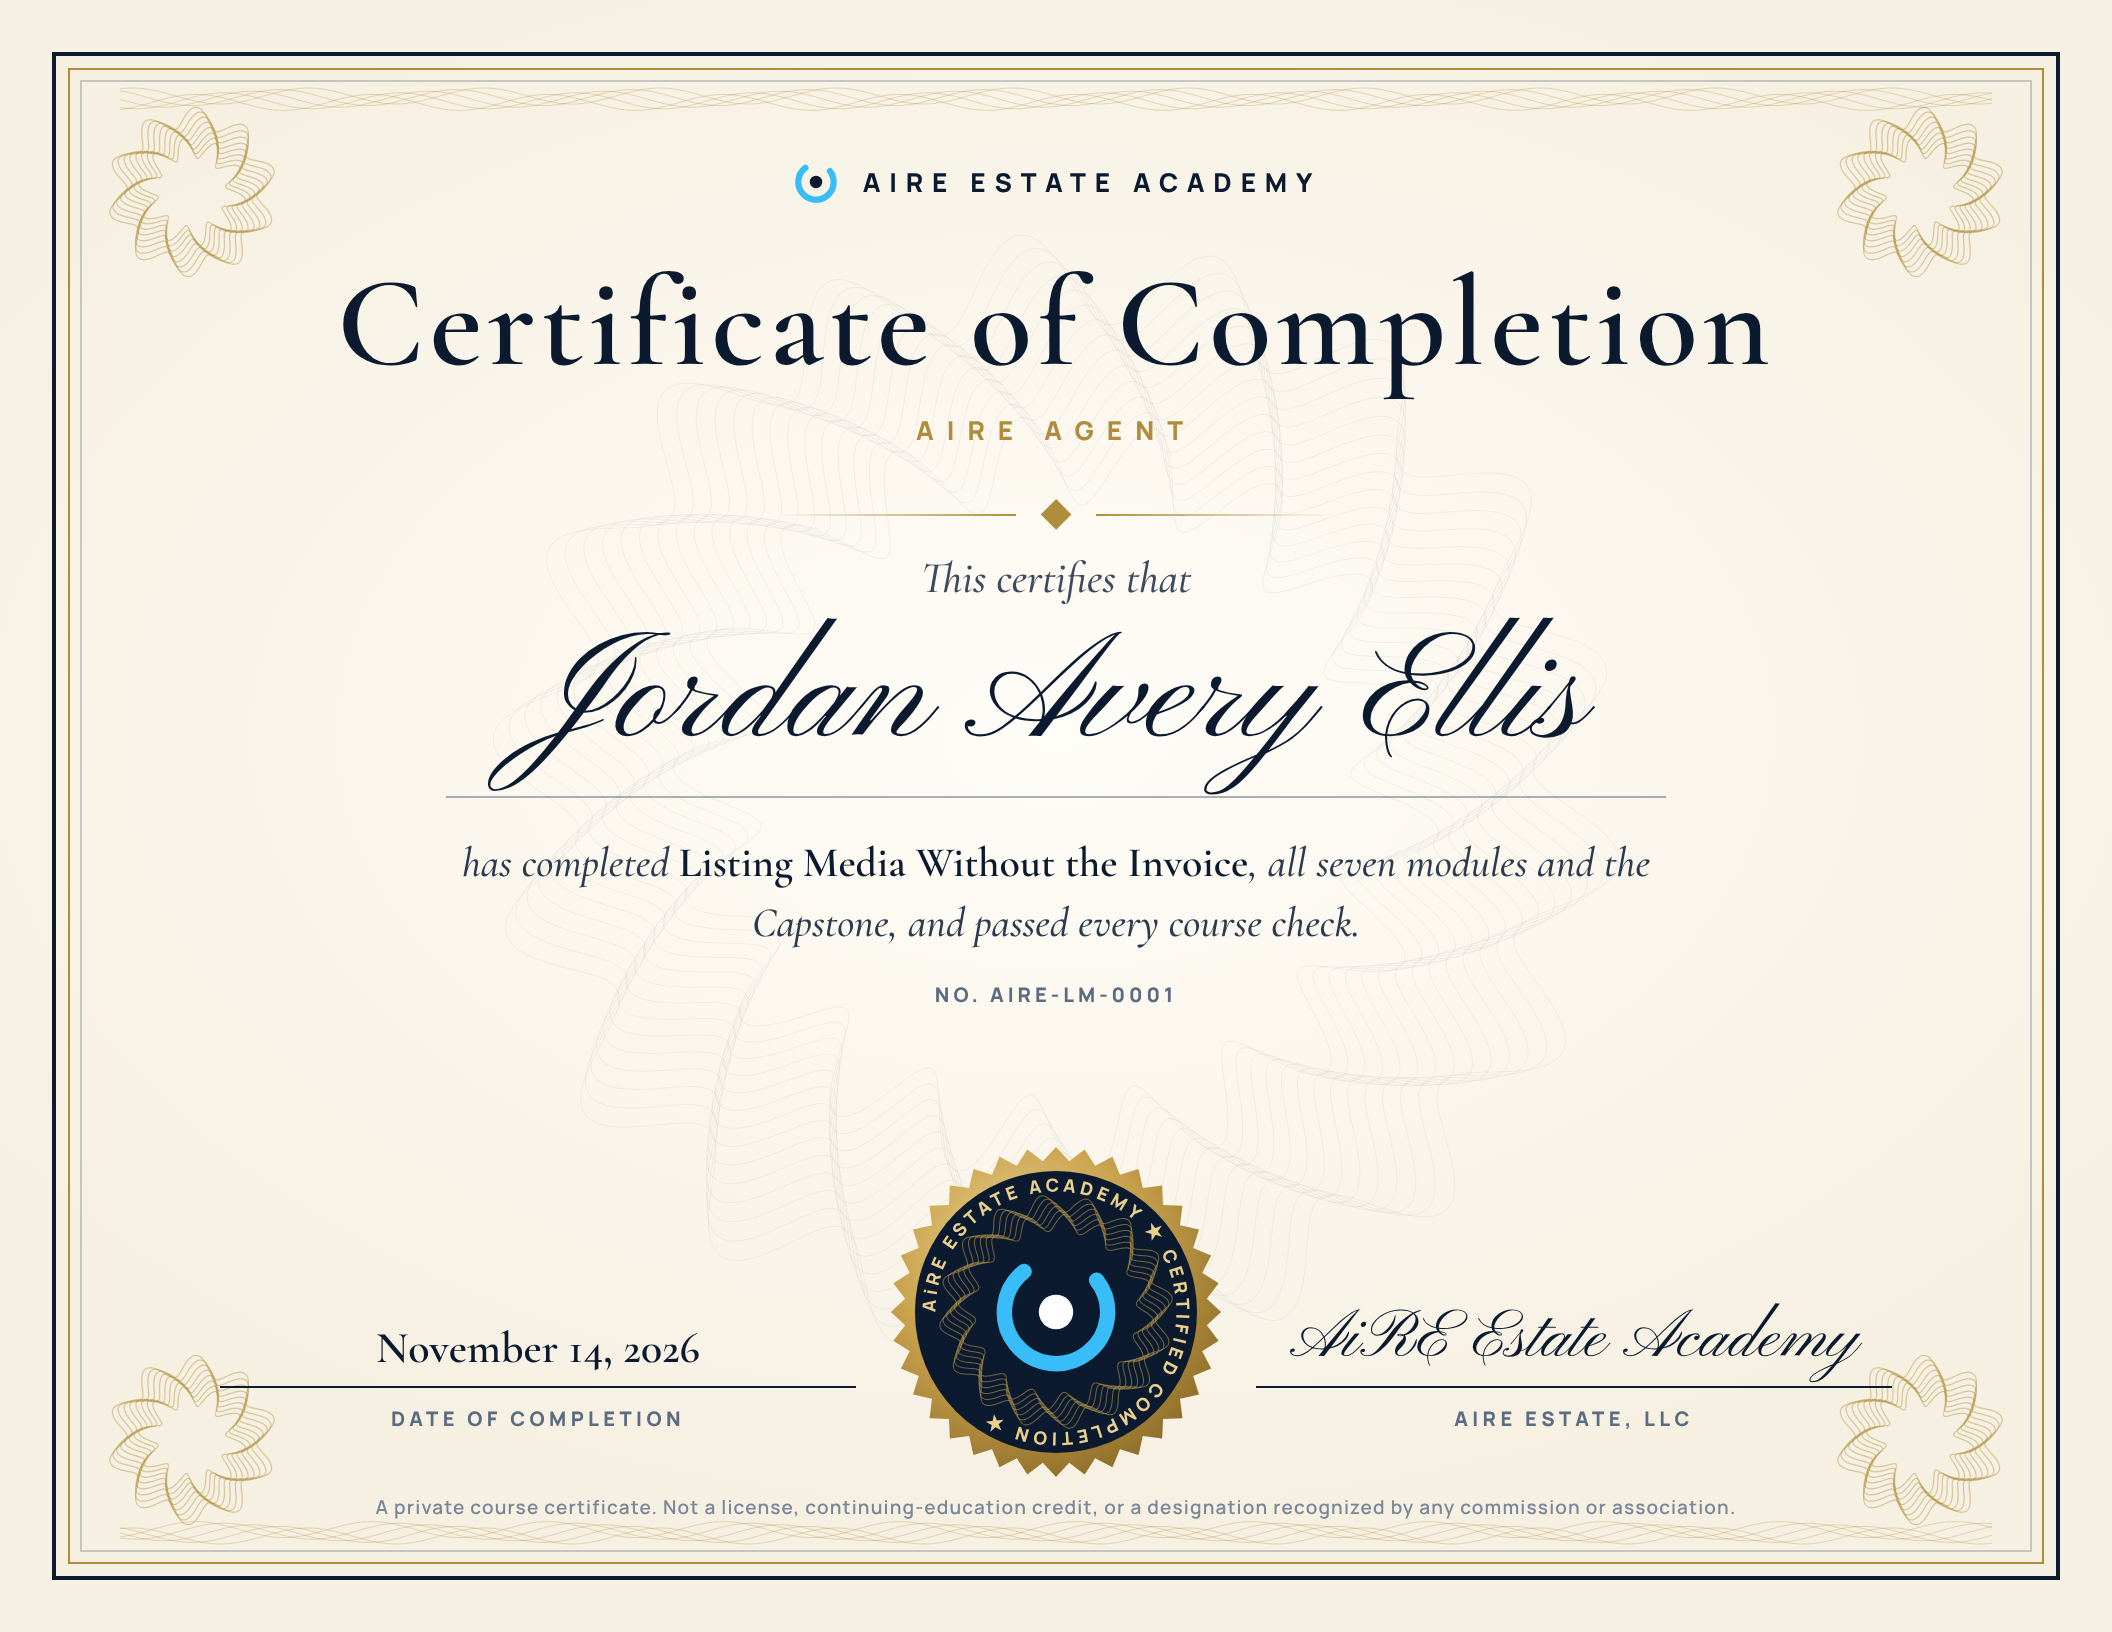 AIRE ESTATE ACADEMY
Certificate of Completion
AIRE AGENT
This certifies that
Jordan Avery Ellis
has completed Listing Media Without the Invoice, all seven modules and the
Capstone, and passed every course check.
NO. AIRE-LM-0001
AiRE ESTATE ACADEMY ★ CERTIFIED COMPLETION ★
November 14, 2026
DATE OF COMPLETION
AiRE Estate Academy
AIRE ESTATE, LLC
A private course certificate. Not a license, continuing-education credit, or a designation recognized by any commission or association.